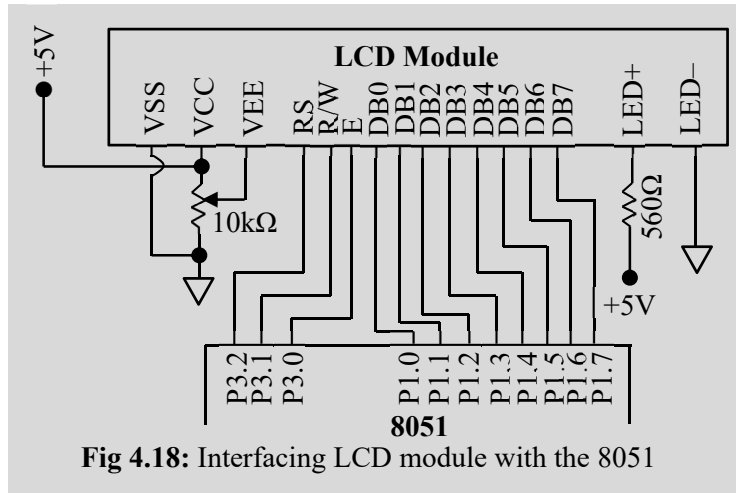 +5V
LCD Module
VSS
VCC
VEE
RS
R/W
E
DB0
DB1
DB2
DB3
DB4
DB5
DB6
DB7
LED+
LED–
10kΩ
560Ω
+5V
P3.2
P3.1
P3.0
P1.0
P1.1
P1.2
P1.3
P1.4
P1.5
P1.6
P1.7
8051
Fig 4.18: Interfacing LCD module with the 8051